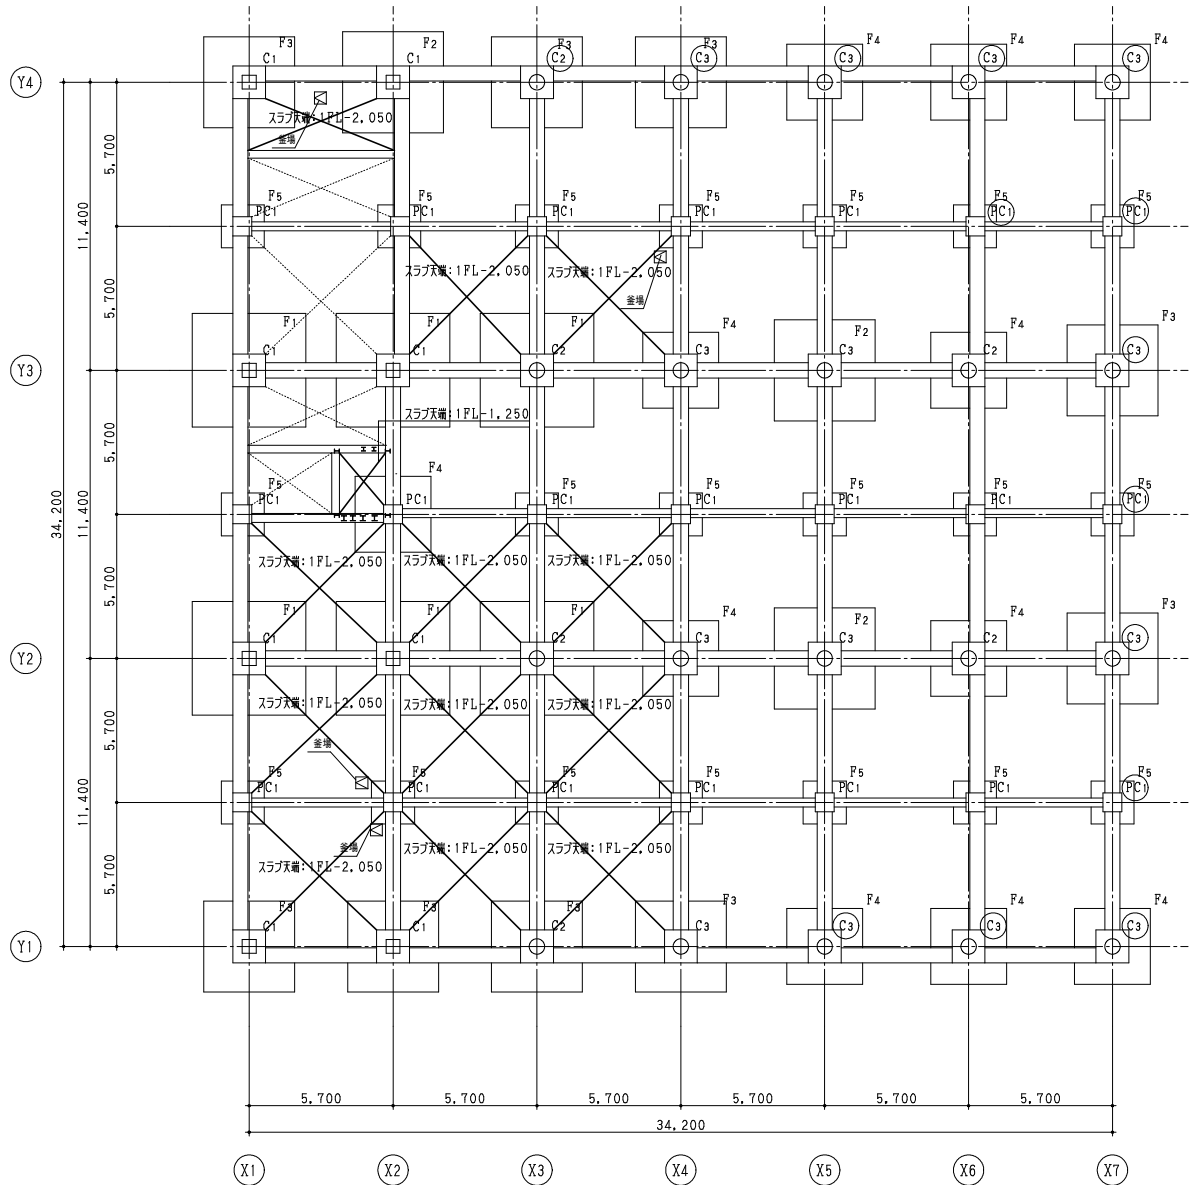 F3 F2 F3 F3 F4 F4 F4
C1 C1 C2 C3 C3 C3 C3
Y4
スラブ天端:1FL-2,050
釜場
5,700
F5 F5 F5 F5 F5 F5 F5
PC1 PC1 PC1 PC1 PC1 PC1 PC1
11,400
スラブ天端:1FL-2,050 スラブ天端:1FL-2,050
釜場
5,700
F1 F1 F1 F4 F2 F4 F3
C1 C1 C2 C3 C3 C2 C3
Y3
スラブ天端:1FL-1,250
5,700
F4
F5 F5 F5 F5 F5 F5
PC1 PC1 PC1 PC1 PC1 PC1 PC1
34,200
11,400
スラブ天端:1FL-2,050 スラブ天端:1FL-2,050 スラブ天端:1FL-2,050
5,700
F1 F1 F1 F4 F2 F4 F3
C1 C1 C2 C3 C3 C2 C3
Y2
スラブ天端:1FL-2,050 スラブ天端:1FL-2,050 スラブ天端:1FL-2,050
5,700
釜場
F5 F5 F5 F5 F5 F5 F5
PC1 PC1 PC1 PC1 PC1 PC1 PC1
11,400
釜場
スラブ天端:1FL-2,050 スラブ天端:1FL-2,050 スラブ天端:1FL-2,050
5,700
F3 F3 F3 F3 F4 F4 F4
C1 C1 C2 C3 C3 C3 C3
Y1
5,700 5,700 5,700 5,700 5,700 5,700
34,200
X1 X2 X3 X4 X5 X6 X7